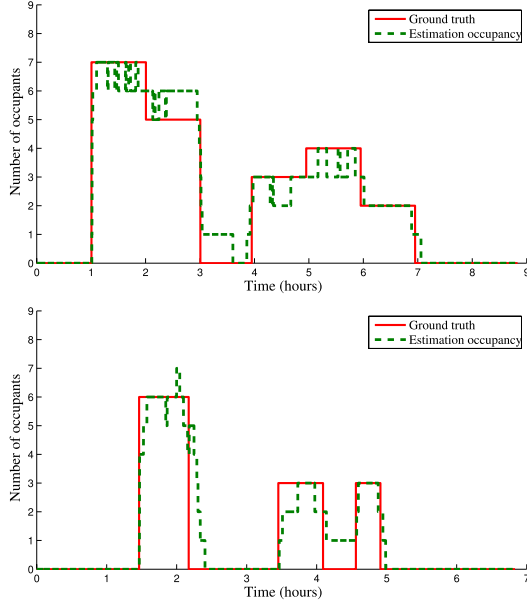 9
8
7
6
5
4
3
2
1
0
Number of occupants
Ground truth
Estimation occupancy
0 1 2 3 4 5 6 7 8 9
Time (hours)
9
8
7
6
5
4
3
2
1
0
Number of occupants
Ground truth
Estimation occupancy
0 1 2 3 4 5 6 7
Time (hours)